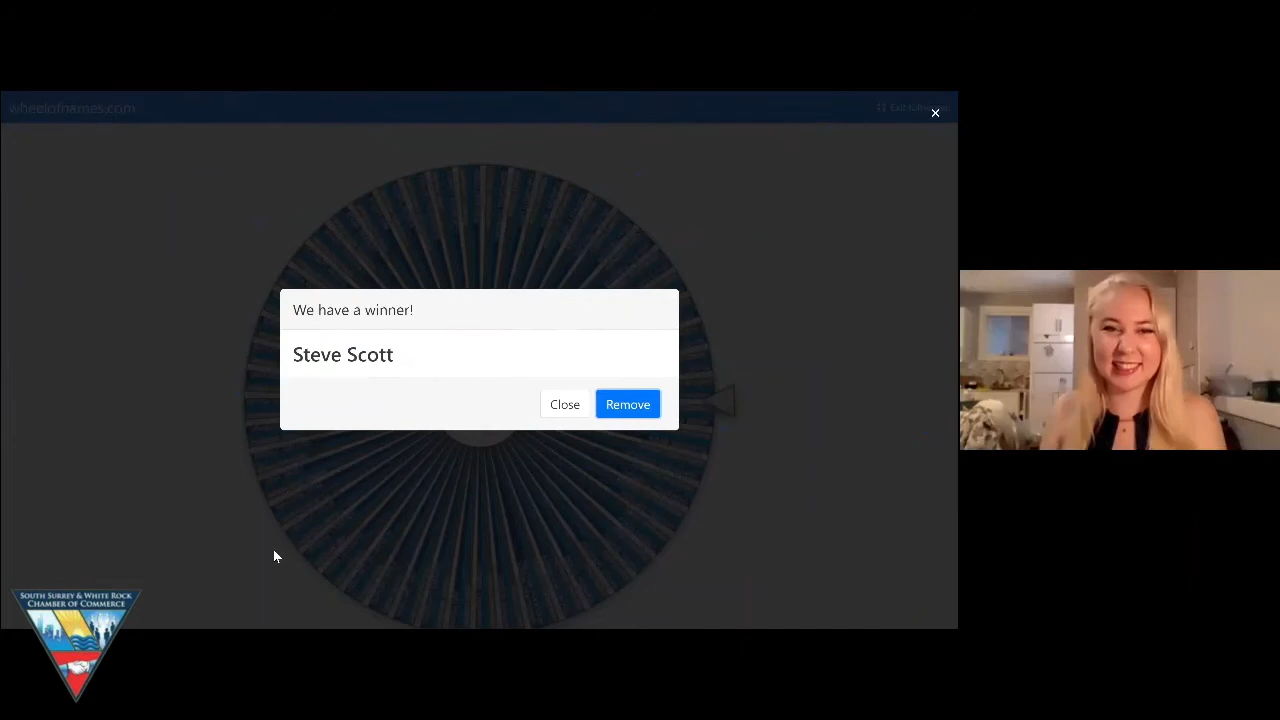 wheelofnames.com
We have a winner!
Steve Scott
Close
Remove
SOUTH SURREY & WHITE ROCK
CHAMBER OF COMMERCE